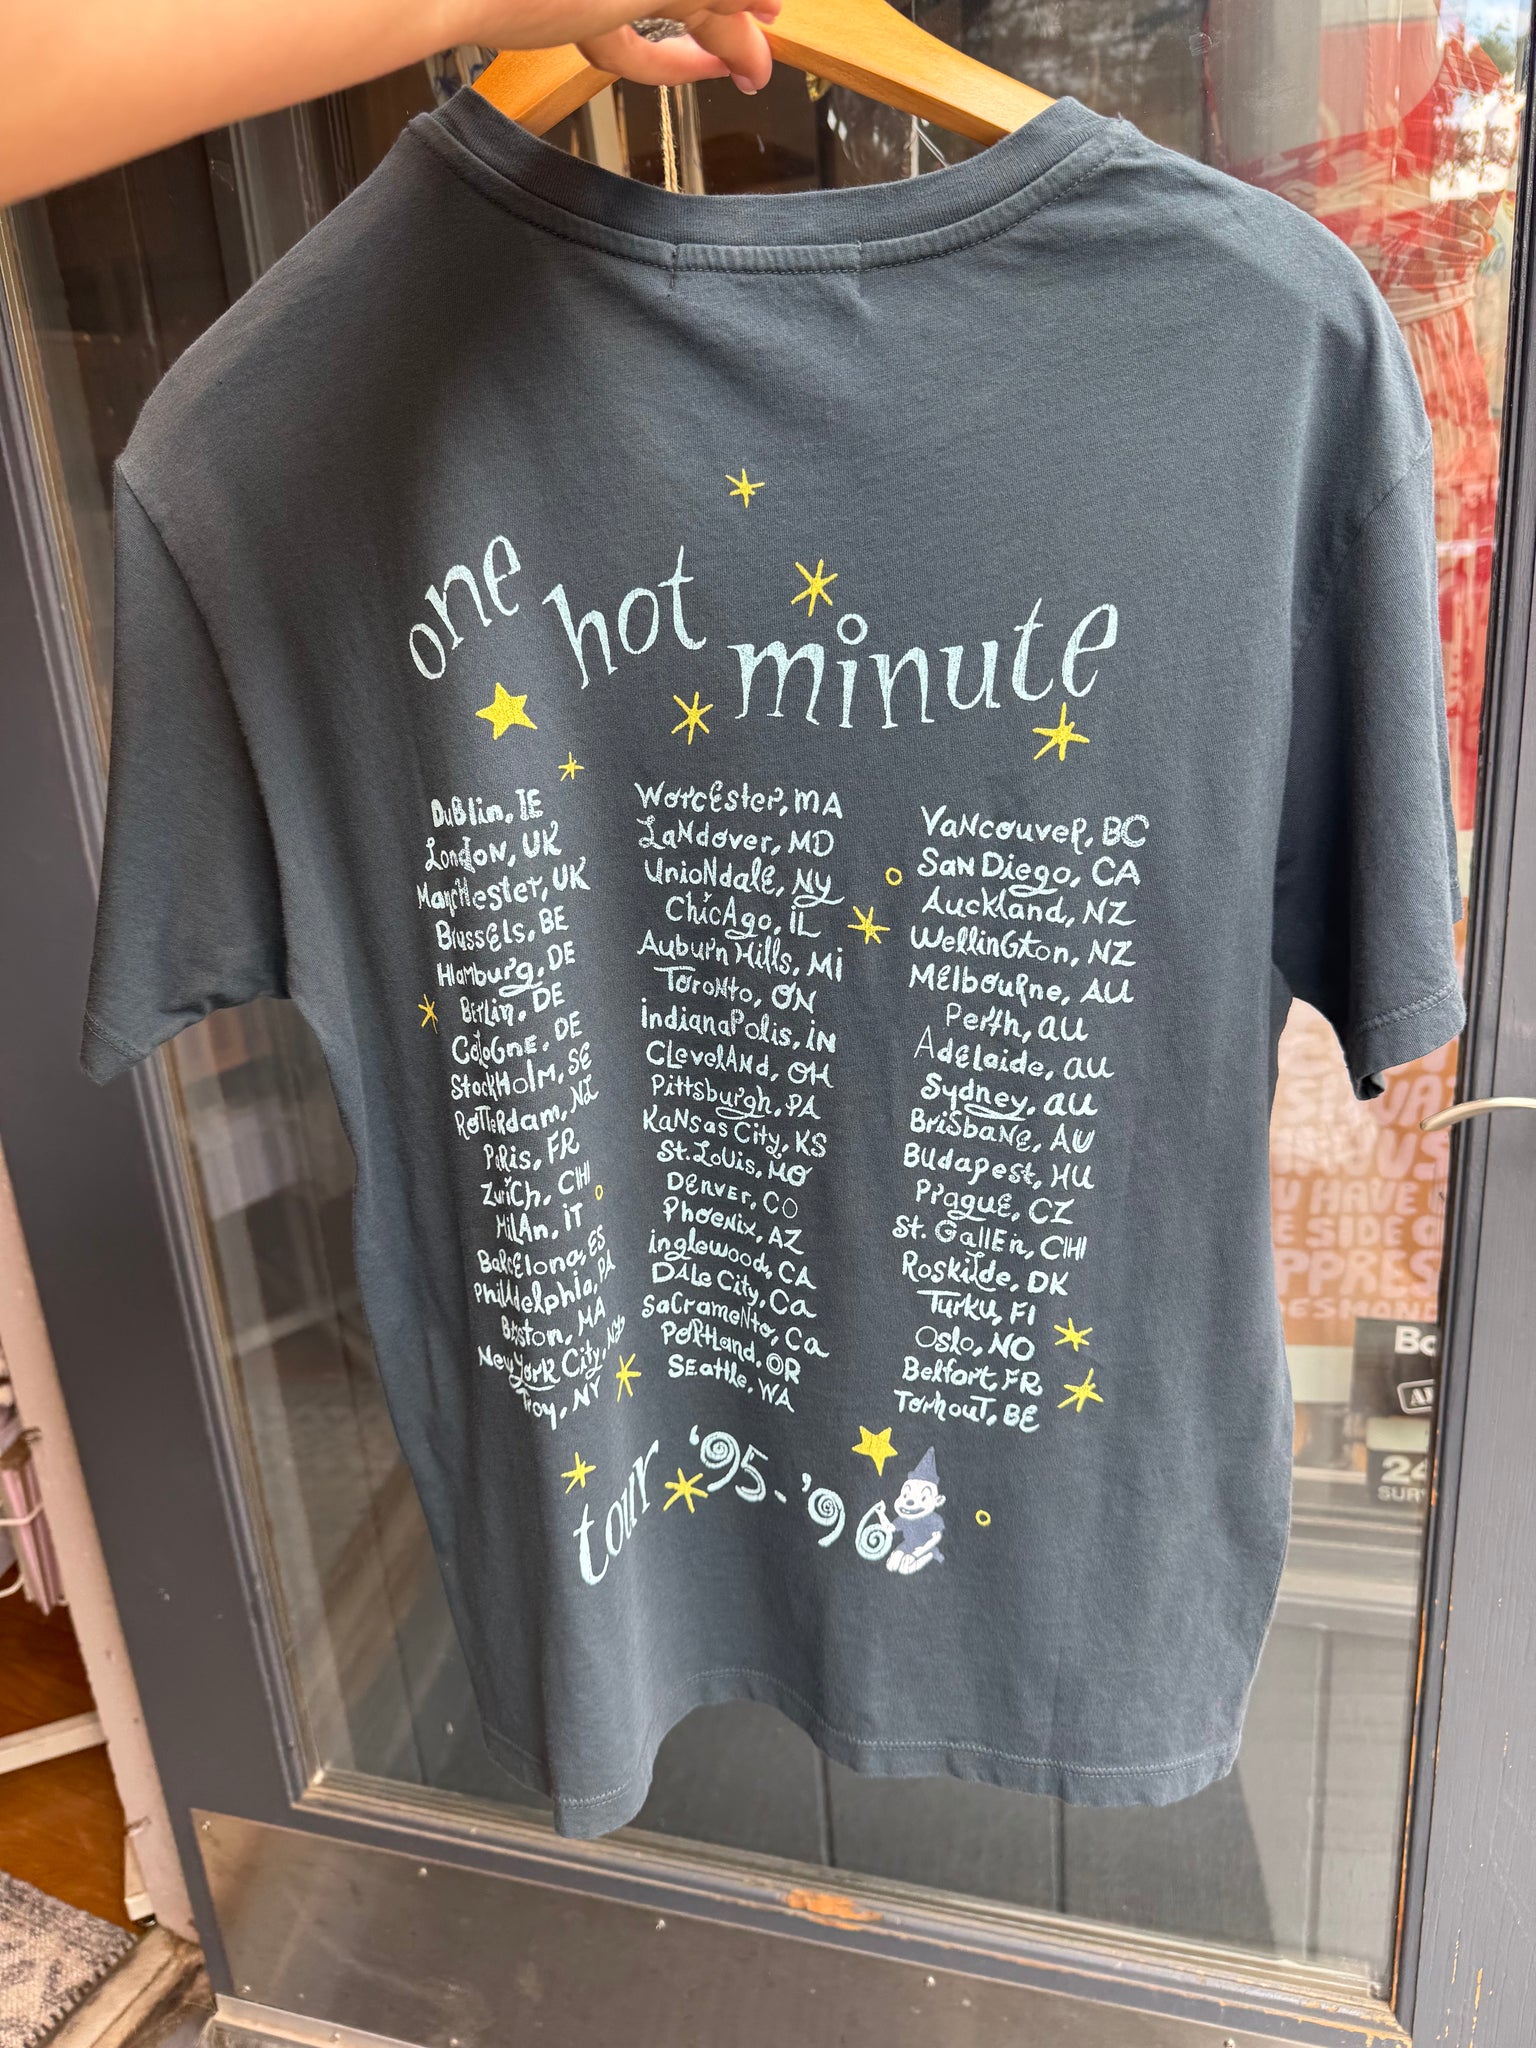 one hot minute
Dublin, IE
London, UK
Manchester, UK
Brussels, BE
Hamburg, DE
Berlin, DE
Cologne, DE
Stockholm, SE
Rotterdam, NL
Paris, FR
Zurich, CH
Milan, IT
Barcelona, ES
Philadelphia, PA
Boston, MA
New York City, NY
Troy, NY
Worcester, MA
Landover, MD
Uniondale, NY
Chicago, IL
Auburn Hills, Mi
Toronto, ON
Indianapolis, iN
Cleveland, OH
Pittsburgh, PA
Kansas City, KS
St. Louis, MO
Denver, CO
Phoenix, AZ
inglewood, CA
Dale City, Ca
Sacramento, Ca
Portland, OR
Seattle, WA
Vancouver, BC
San Diego, CA
Auckland, NZ
Wellington, NZ
Melbourne, AU
Perth, au
Adelaide, au
Sydney, au
Brisbane, AU
Budapest, HU
Prague, CZ
St. Gallen, CH
Roskilde, DK
Turku, FI
Oslo, NO
Belfort, FR
Torhout, BE
tour '95-'96
HAVE
SIDE
24